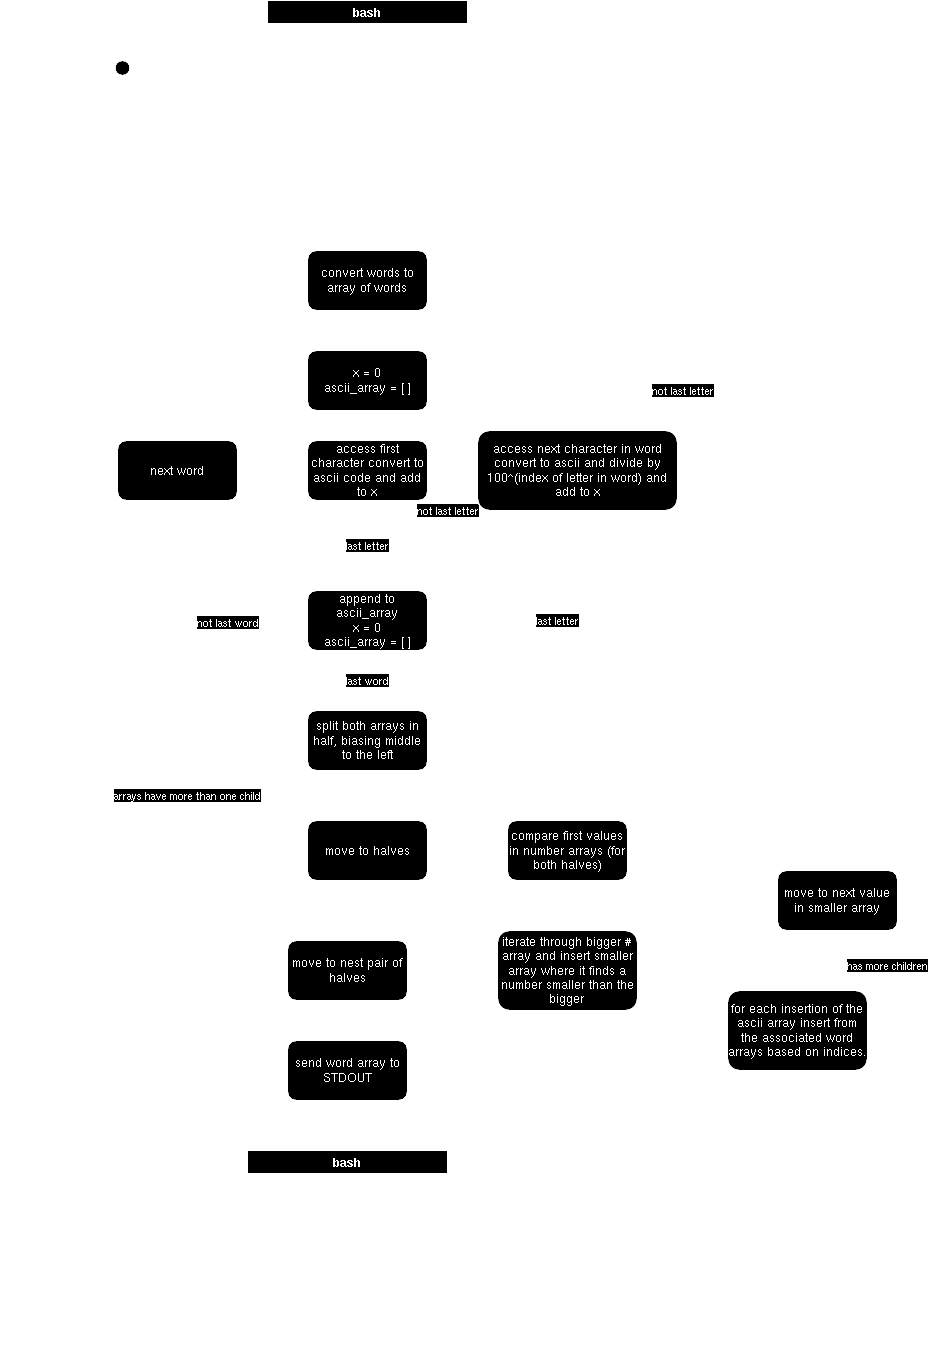 bash
convert words to
array of words
x = 0
ascii_array = [ ]
not last letter
next word
access first
character convert to
ascii code and add
to x
access next character in word
convert to ascii and divide by
100^(index of letter in word) and
add to x
not last letter
last letter
append to
ascii_array
x = 0
ascii_array = [ ]
not last word
last letter
last word
split both arrays in
half, biasing middle
to the left
arrays have more than one child
move to halves
compare first values
in number arrays (for
both halves)
move to next value
in smaller array
move to nest pair of
halves
iterate through bigger #
array and insert smaller
array where it finds a
number smaller than the
bigger
has more children
for each insertion of the
ascii array insert from
the associated word
arrays based on indices.
send word array to
STDOUT
bash